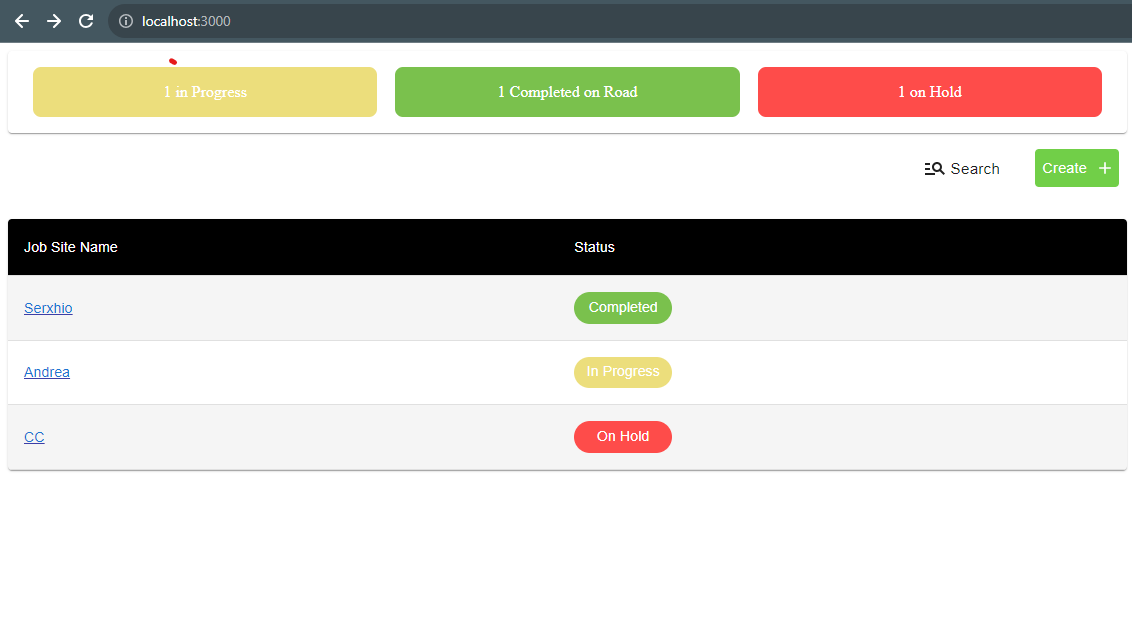 localhost:3000
1 in Progress
1 Completed on Road
1 on Hold
Search
Create +
Job Site Name
Status
Serxhio
Completed
Andrea
In Progress
CC
On Hold